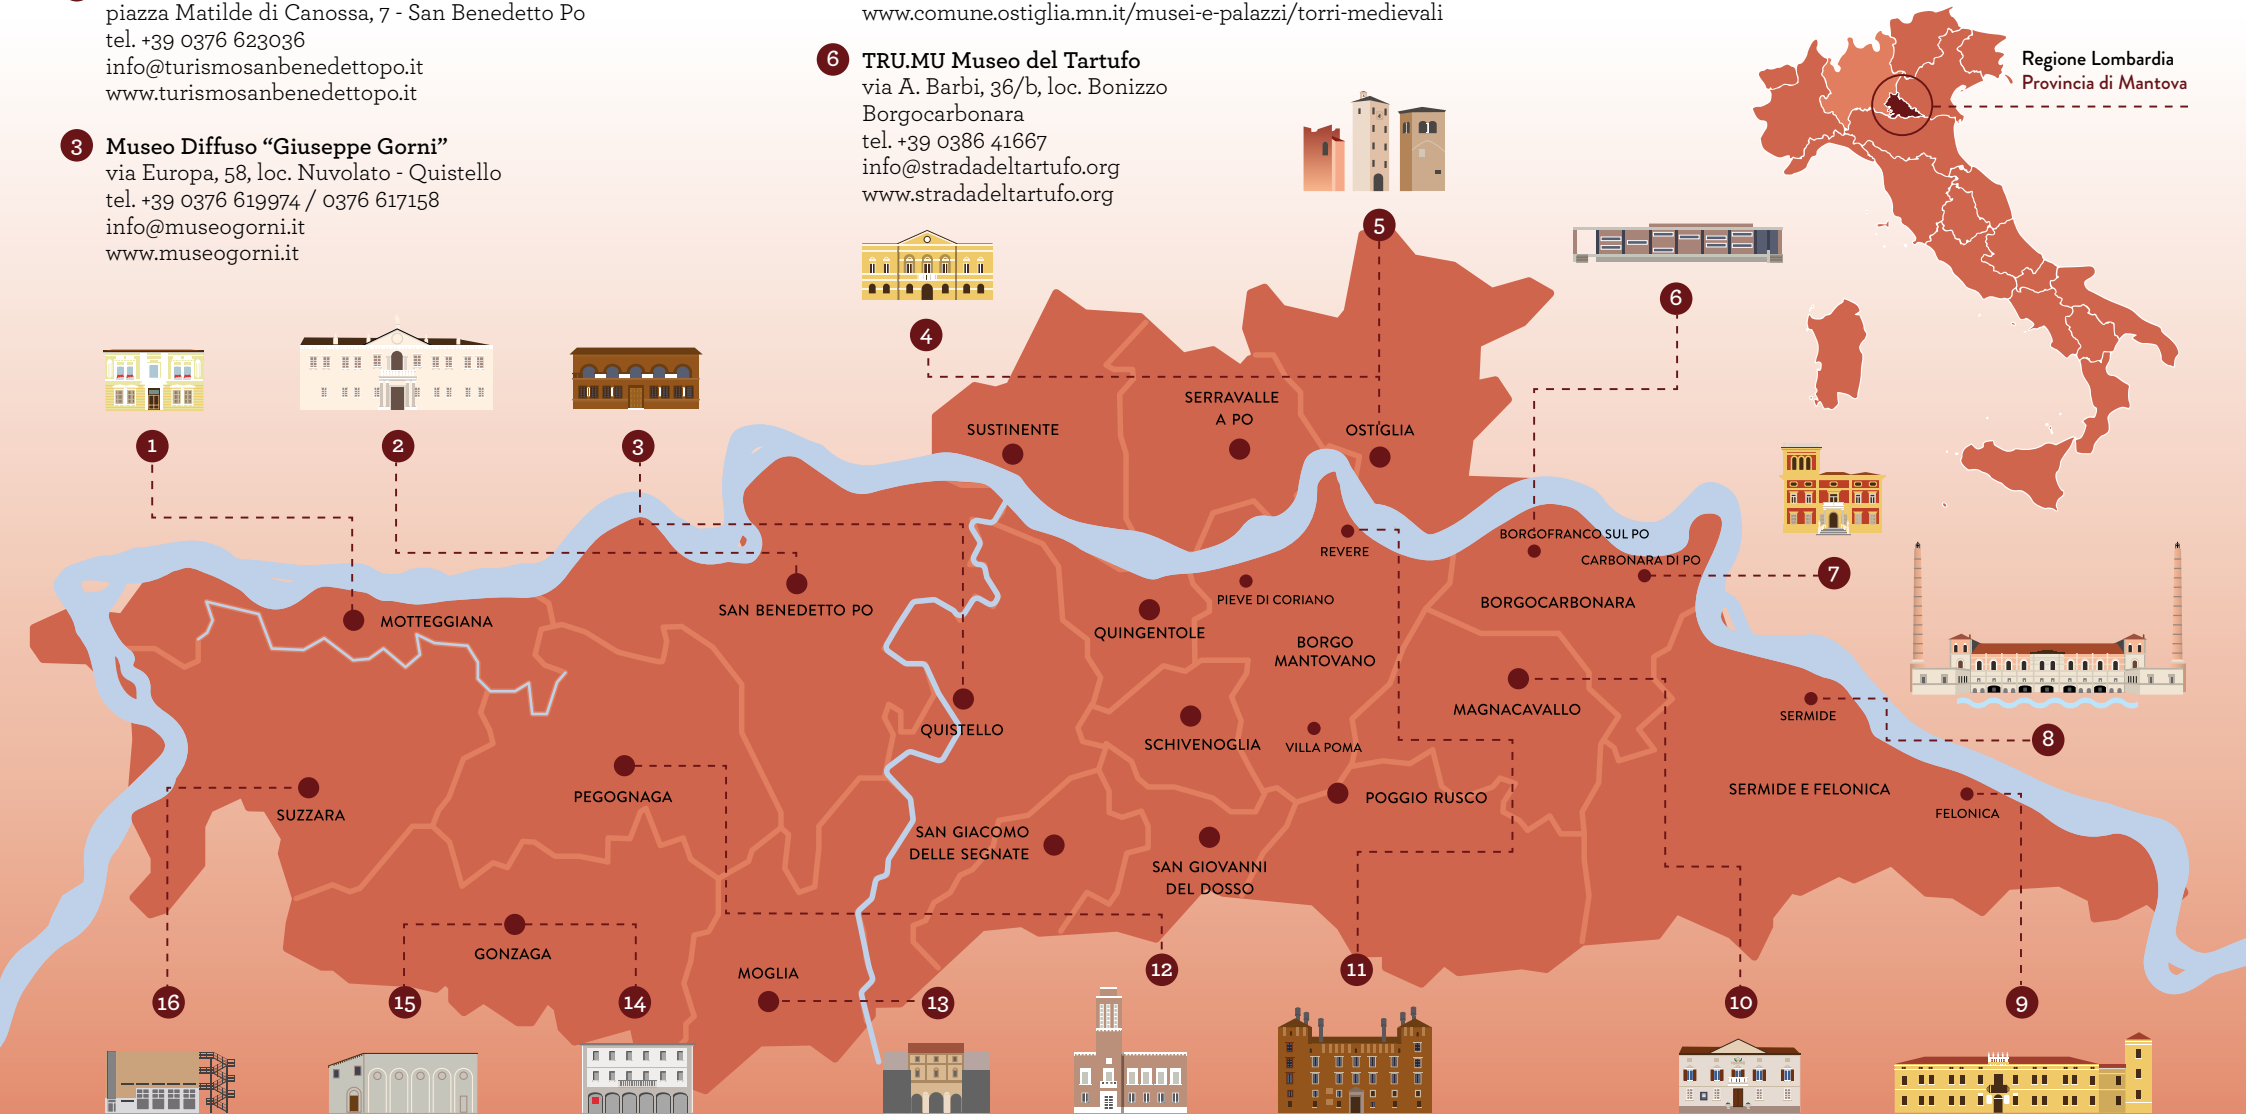 piazza Matilde di Canossa, 7 - San Benedetto Po
tel. +39 0376 623036
info@turismosanbenedettopo.it
www.turismosanbenedettopo.it
3
Museo Diffuso “Giuseppe Gorni”
via Europa, 58, loc. Nuvolato - Quistello
tel. +39 0376 619974 / 0376 617158
info@museogorni.it
www.museogorni.it
www.comune.ostiglia.mn.it/musei-e-palazzi/torri-medievali
6
TRU.MU Museo del Tartufo
via A. Barbi, 36/b, loc. Bonizzo
Borgocarbonara
tel. +39 0386 41667
info@stradadeltartufo.org
www.stradadeltartufo.org
Regione Lombardia
Provincia di Mantova
5
6
4
1
2
3
SERRAVALLE
A PO
SUSTINENTE
OSTIGLIA
BORGOFRANCO SUL PO
REVERE
CARBONARA DI PO
7
PIEVE DI CORIANO
BORGOCARBONARA
SAN BENEDETTO PO
MOTTEGGIANA
QUINGENTOLE
BORGO
MANTOVANO
MAGNACAVALLO
SERMIDE
QUISTELLO
SCHIVENOGLIA
VILLA POMA
8
SERMIDE E FELONICA
PEGOGNAGA
POGGIO RUSCO
FELONICA
SUZZARA
SAN GIACOMO
DELLE SEGNATE
SAN GIOVANNI
DEL DOSSO
GONZAGA
MOGLIA
12
11
16
15
14
13
10
9